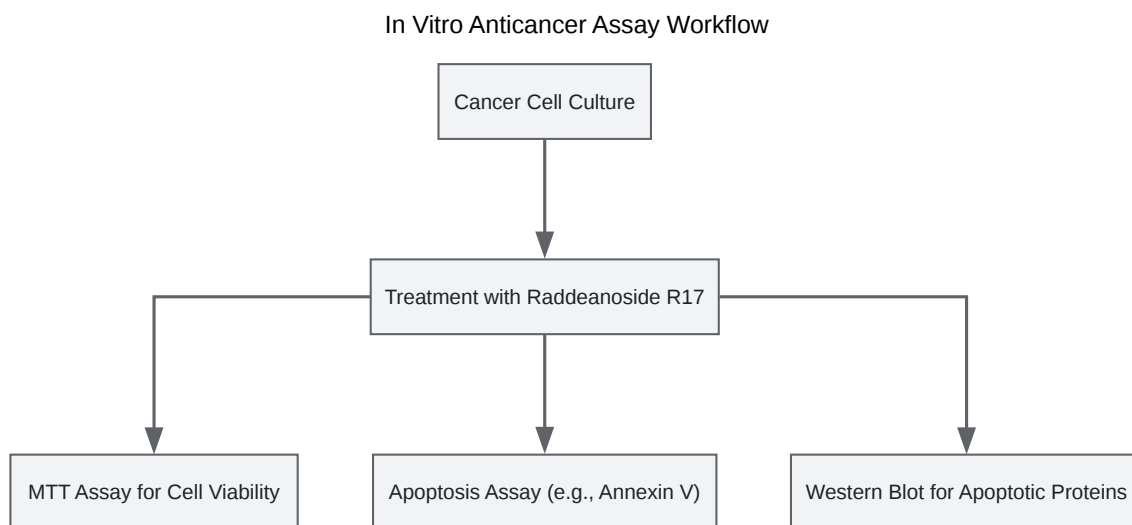 In Vitro Anticancer Assay Workflow
Cancer Cell Culture
Treatment with Raddeanoside R17
MTT Assay for Cell Viability
Apoptosis Assay (e.g., Annexin V)
Western Blot for Apoptotic Proteins